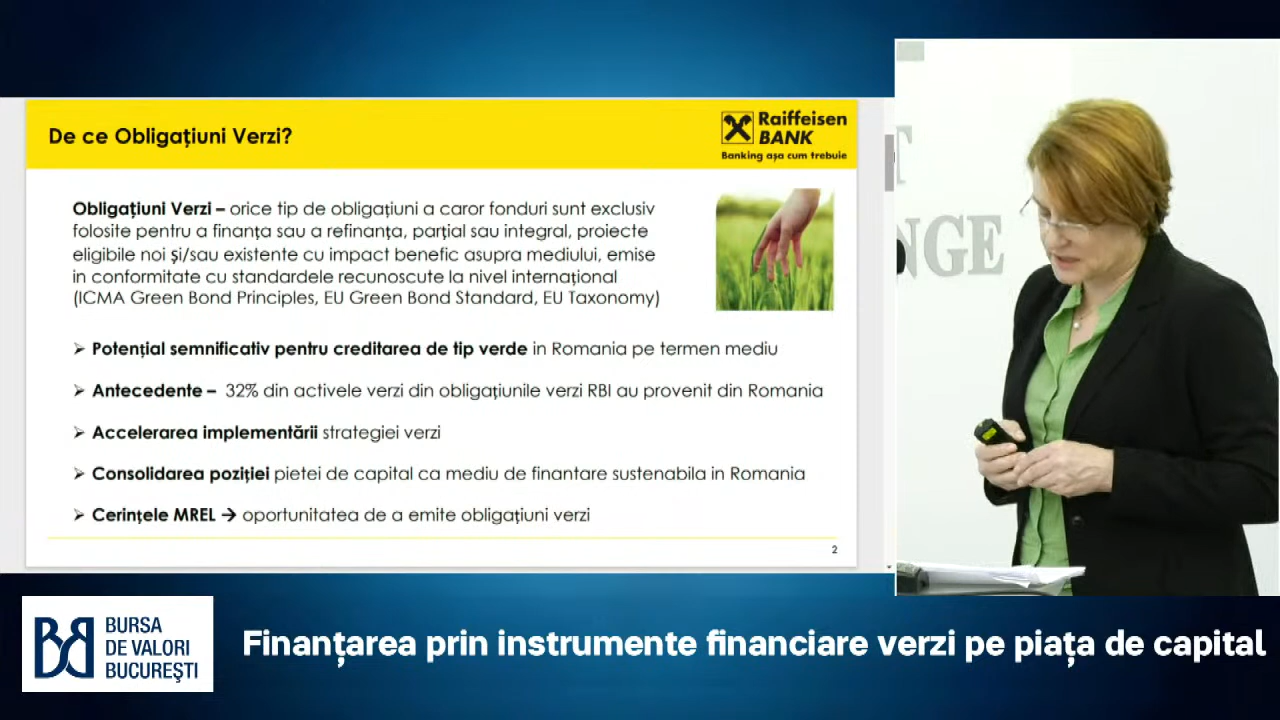 De ce Obligațiuni Verzi?
Raiffeisen
BANK
Banking așa cum trebuie
Obligațiuni Verzi – orice tip de obligațiuni a caror fonduri sunt exclusiv
folosite pentru a finanța sau a refinanța, parțial sau integral, proiecte
eligibile noi și/sau existente cu impact benefic asupra mediului, emise
in conformitate cu standardele recunoscute la nivel internațional
(ICMA Green Bond Principles, EU Green Bond Standard, EU Taxonomy)
➢ Potențial semnificativ pentru creditarea de tip verde in Romania pe termen mediu
➢ Antecedente – 32% din activele verzi din obligațiunile verzi RBI au provenit din Romania
➢ Accelerarea implementării strategiei verzi
➢ Consolidarea poziției pietei de capital ca mediu de finantare sustenabila in Romania
➢ Cerințele MREL → oportunitatea de a emite obligațiuni verzi
2
T
NGE
BURSA
DE VALORI
BUCUREȘTI
Finanțarea prin instrumente financiare verzi pe piața de capital